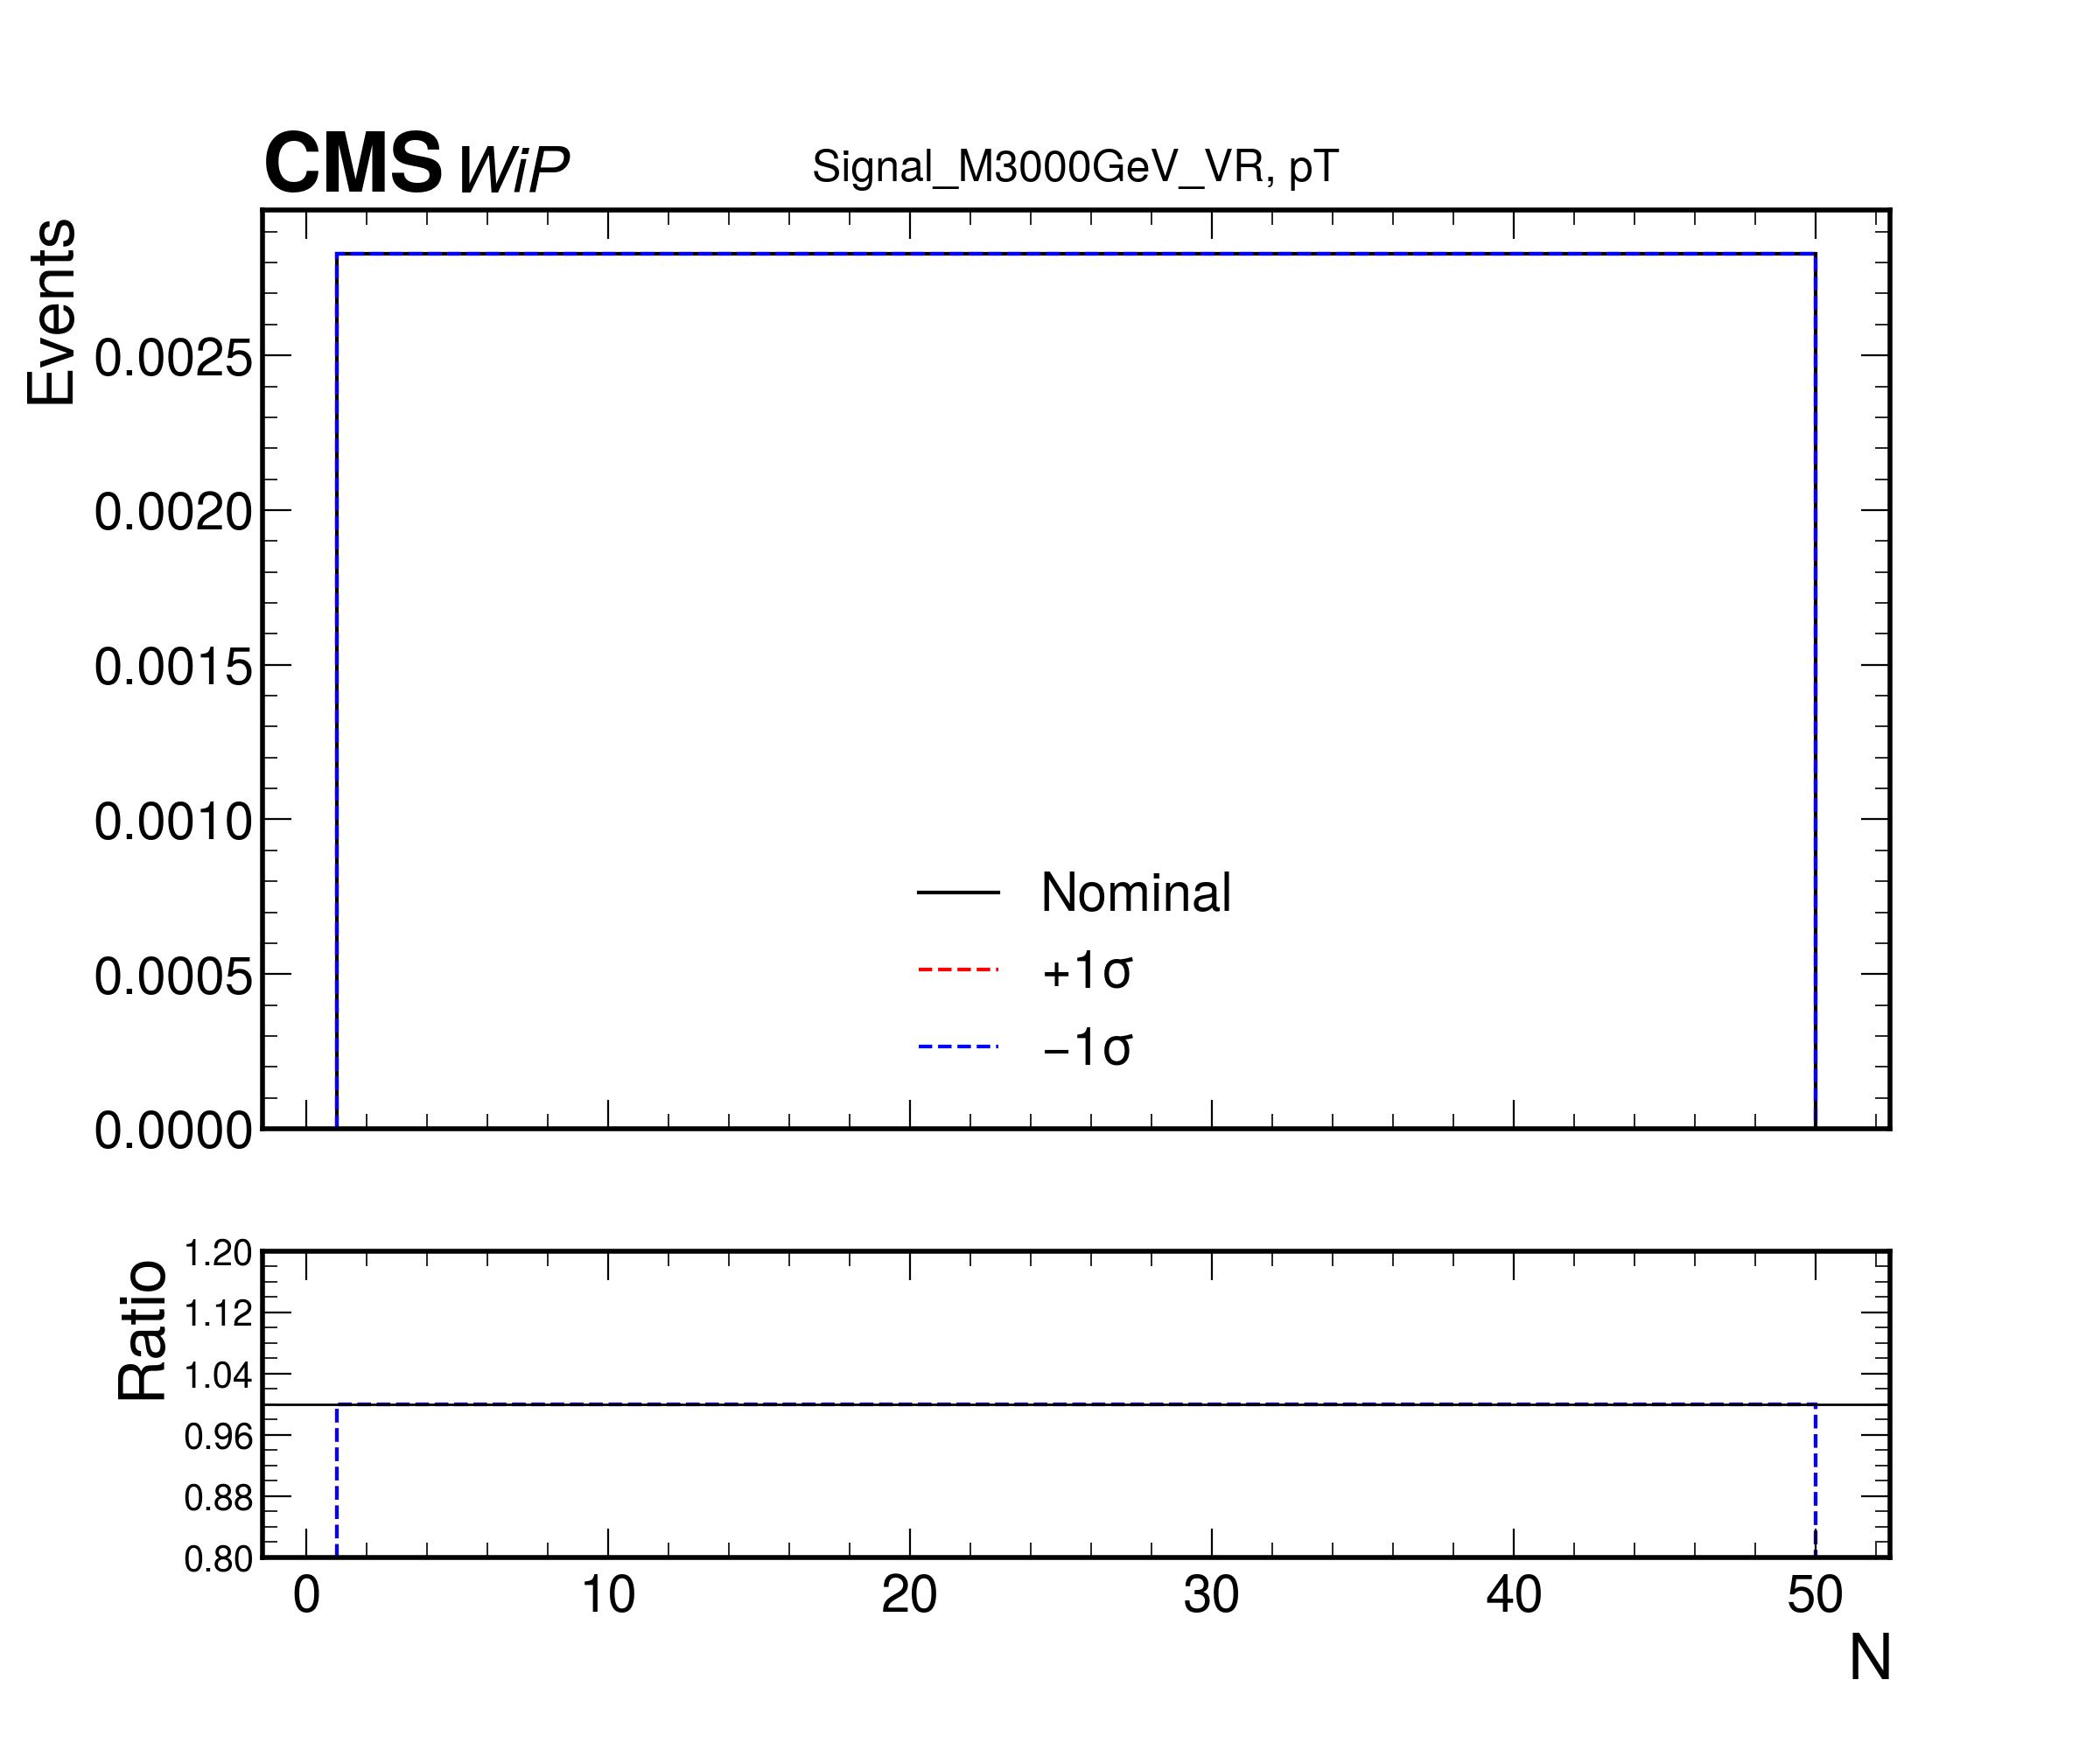 CMS WiP
Signal_M3000GeV_VR, pT
Events
0.0025
0.0020
0.0015
0.0010
0.0005
0.0000
Nominal
+1σ
−1σ
Ratio
1.20
1.12
1.04
0.96
0.88
0.80
0 10 20 30 40 50
N